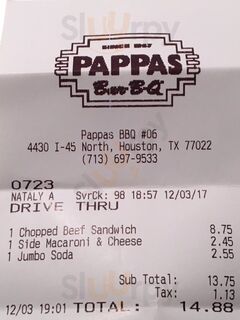 SINCE 1967
PAPPAS
Bar-B-Q
Pappas BBQ #06
4430 I-45 North, Houston, TX 77022
(713) 697-9533
0723
NATALY A SvrCk: 98 18:57 12/03/17
DRIVE THRU
1 Chopped Beef Sandwich 8.75
1 Side Macaroni & Cheese 2.45
1 Jumbo Soda 2.55
Sub Total: 13.75
Tax: 1.13
12/03 19:01 TOTAL: 14.88